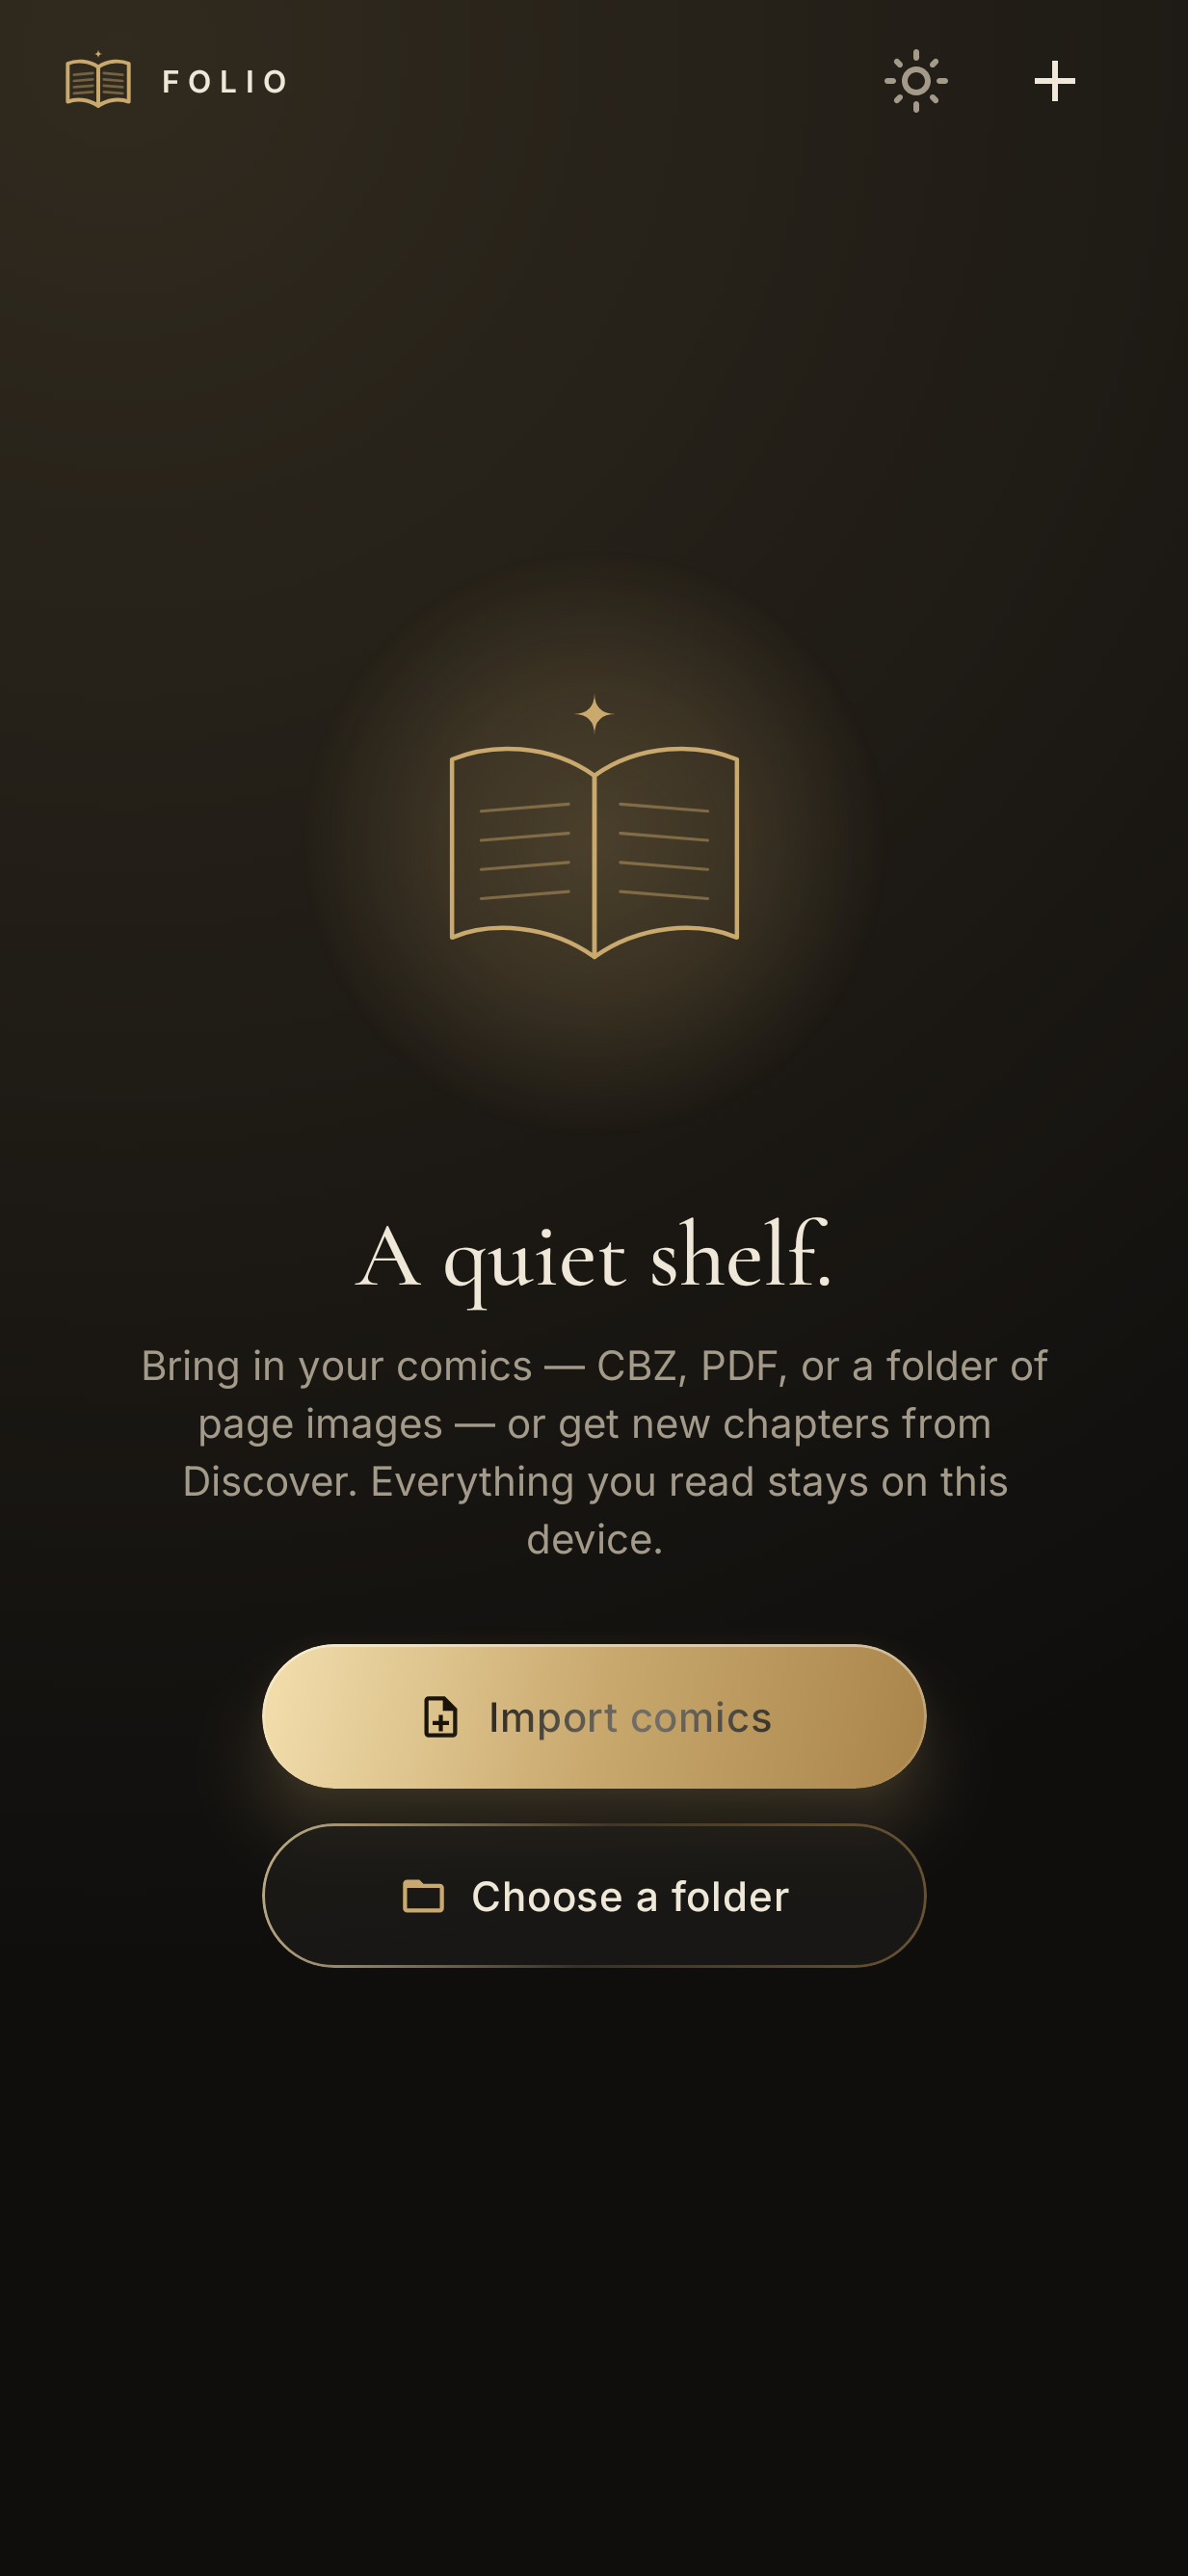 FOLIO
A quiet shelf.
Bring in your comics — CBZ, PDF, or a folder of
page images — or get new chapters from
Discover. Everything you read stays on this
device.
Import comics
Choose a folder